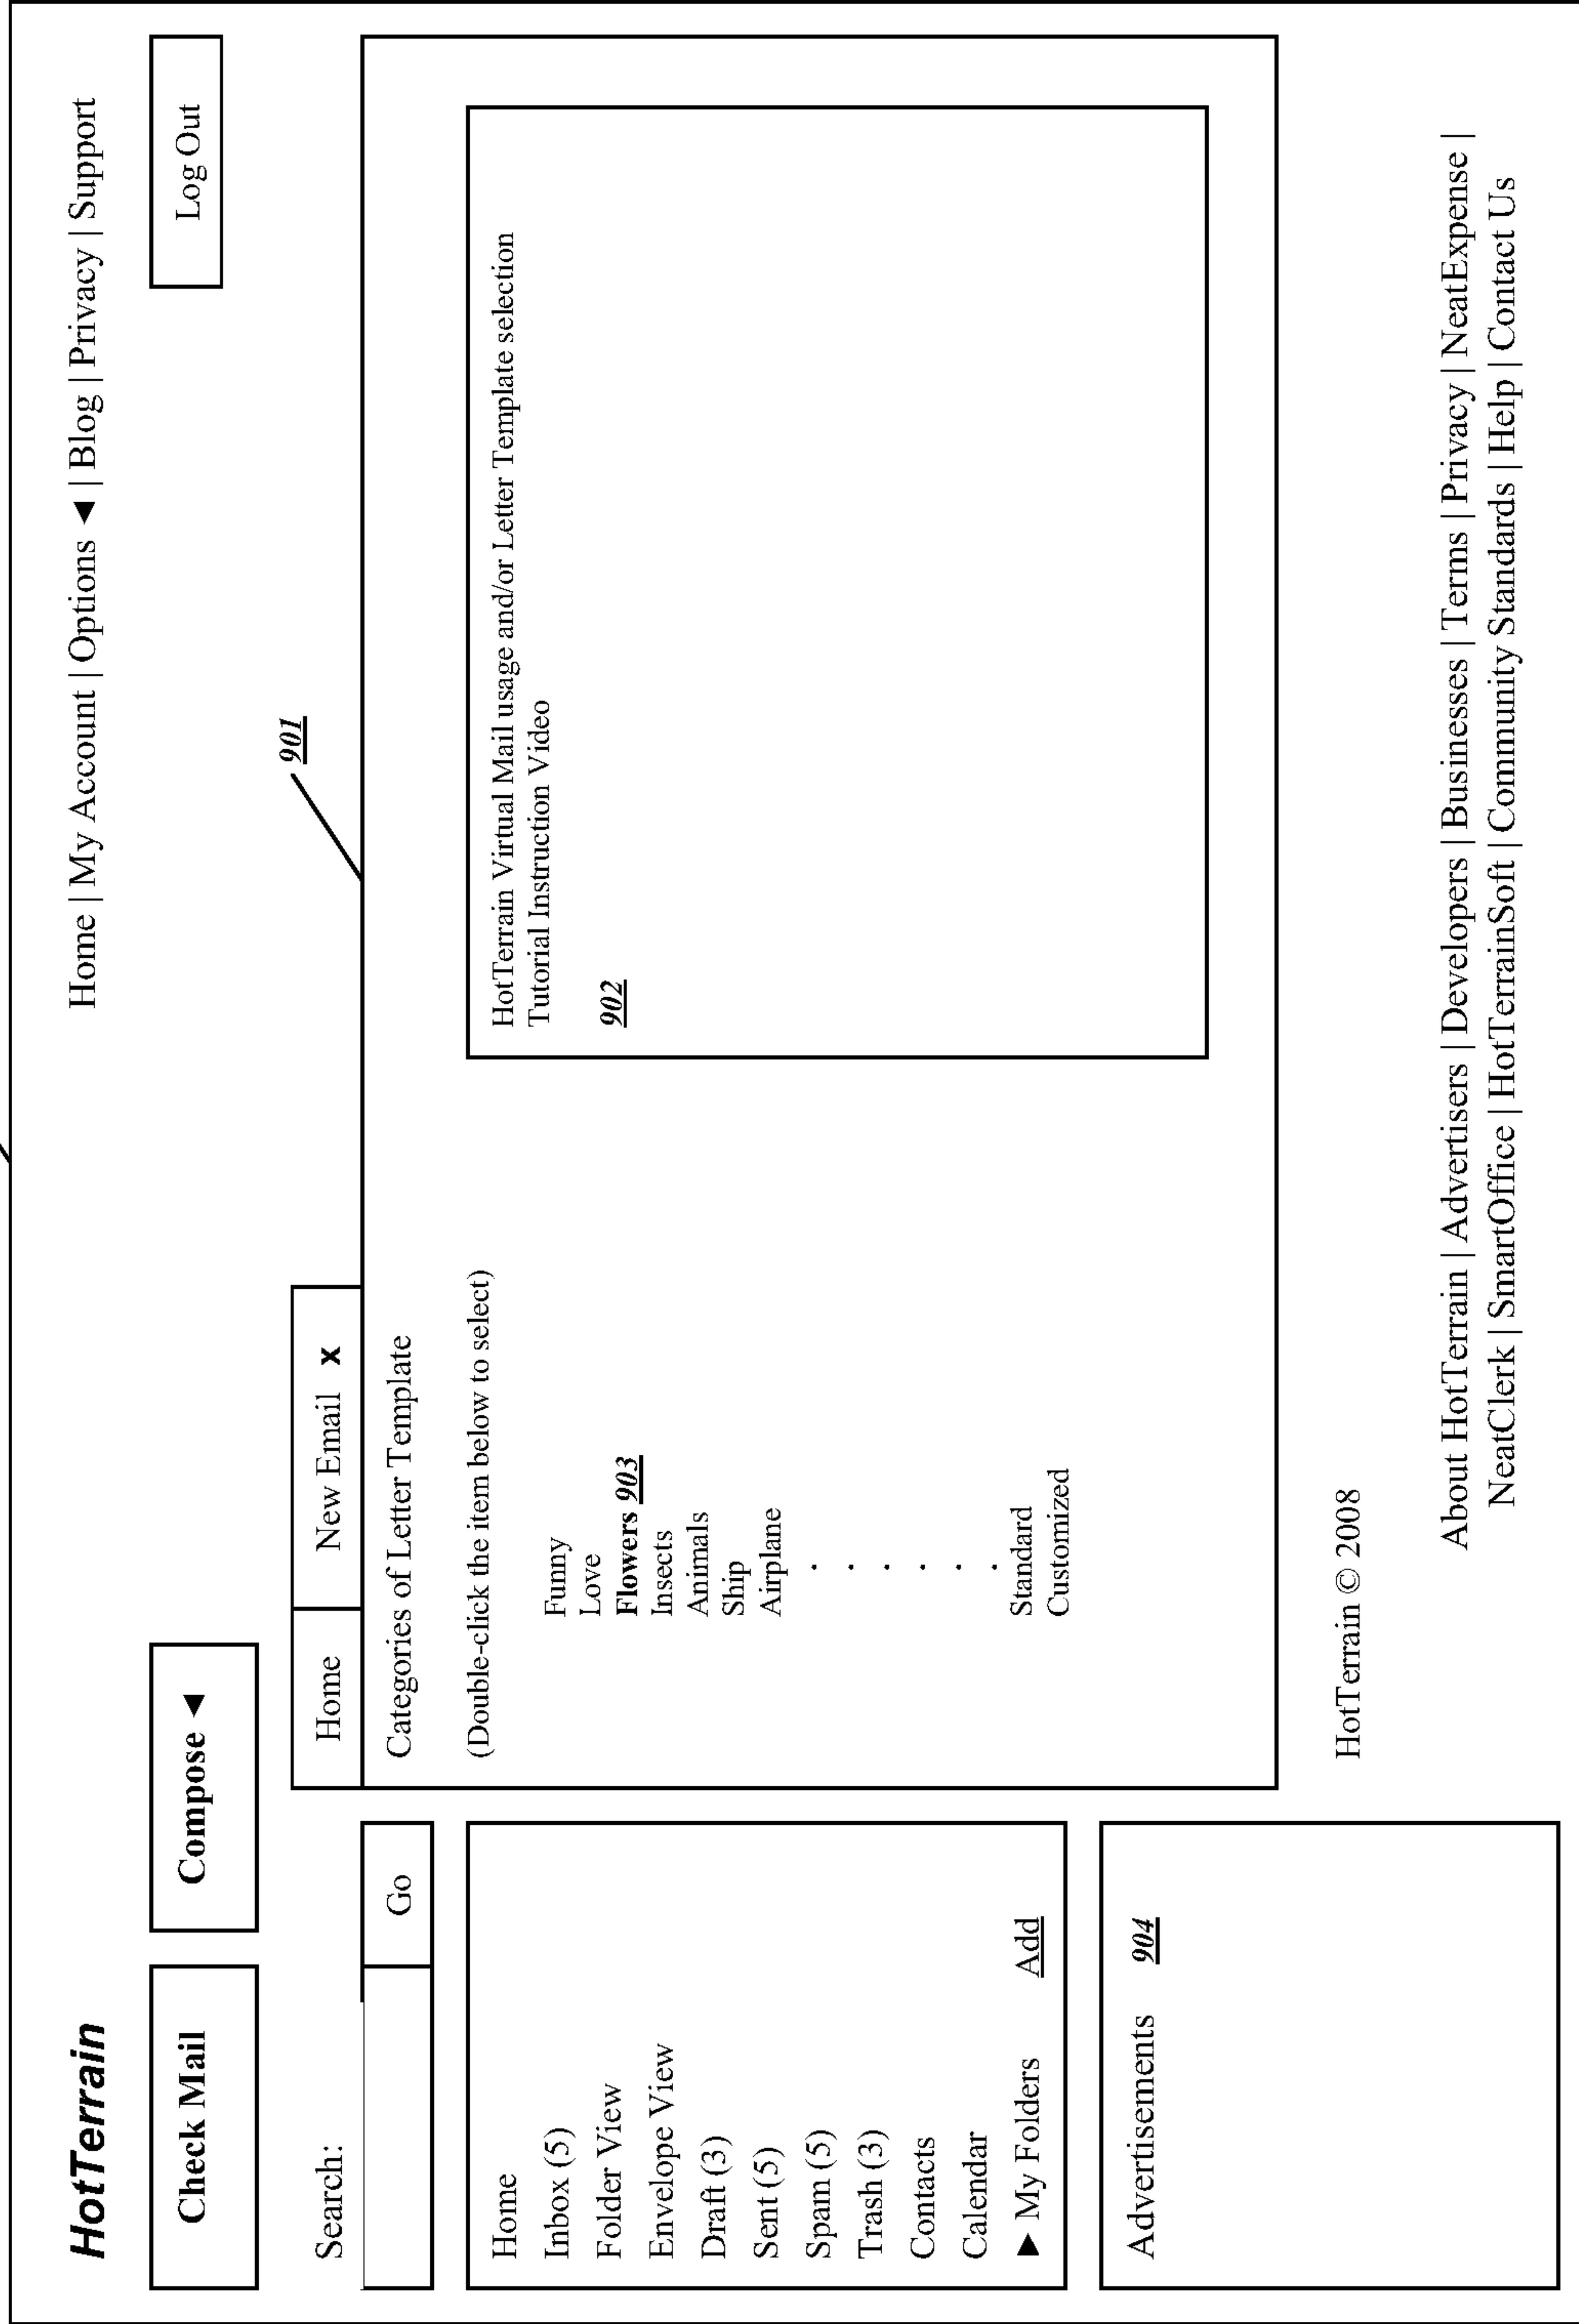 HotTerrain
Home | My Account | Options ▼ | Blog | Privacy | Support
Check Mail
Compose ▼
Log Out
Search:
Go
Home
Inbox (5)
Folder View
Envelope View
Draft (3)
Sent (5)
Spam (5)
Trash (3)
Contacts
Calendar
► My Folders Add
Advertisements 904
901
Home
New Email x
Categories of Letter Template
(Double-click the item below to select)
Funny
Love
Flowers 903
Insects
Animals
Ship
Airplane
.
.
.
.
.
.
Standard
Customized
HotTerrain Virtual Mail usage and/or Letter Template selection
Tutorial Instruction Video
902
HotTerrain © 2008
About HotTerrain | Advertisers | Developers | Businesses | Terms | Privacy | NeatExpense |
NeatClerk | SmartOffice | HotTerrainSoft | Community Standards | Help | Contact Us